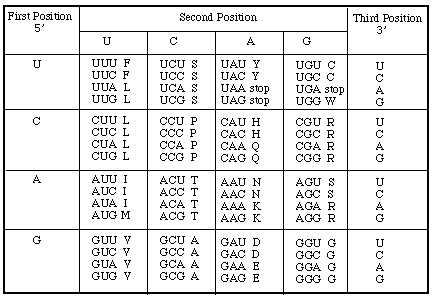 First Position Second Position Third Position
5' 3'
U C A G
U UUU F UCU S UAU Y UGU C U
UUC F UCC S UAC Y UGC C C
UUA L UCA S UAA stop UGA stop A
UUG L UCG S UAG stop UGG W G
C CUU L CCU P CAU H CGU R U
CUC L CCC P CAC H CGC R C
CUA L CCA P CAA Q CGA R A
CUG L CCG P CAG Q CGG R G
A AUU I ACU T AAU N AGU S U
AUC I ACC T AAC N AGC S C
AUA I ACA T AAA K AGA R A
AUG M ACG T AAG K AGG R G
G GUU V GCU A GAU D GGU G U
GUC V GCC A GAC D GGC G C
GUA V GCA A GAA E GGA G A
GUG V GCG A GAG E GGG G G